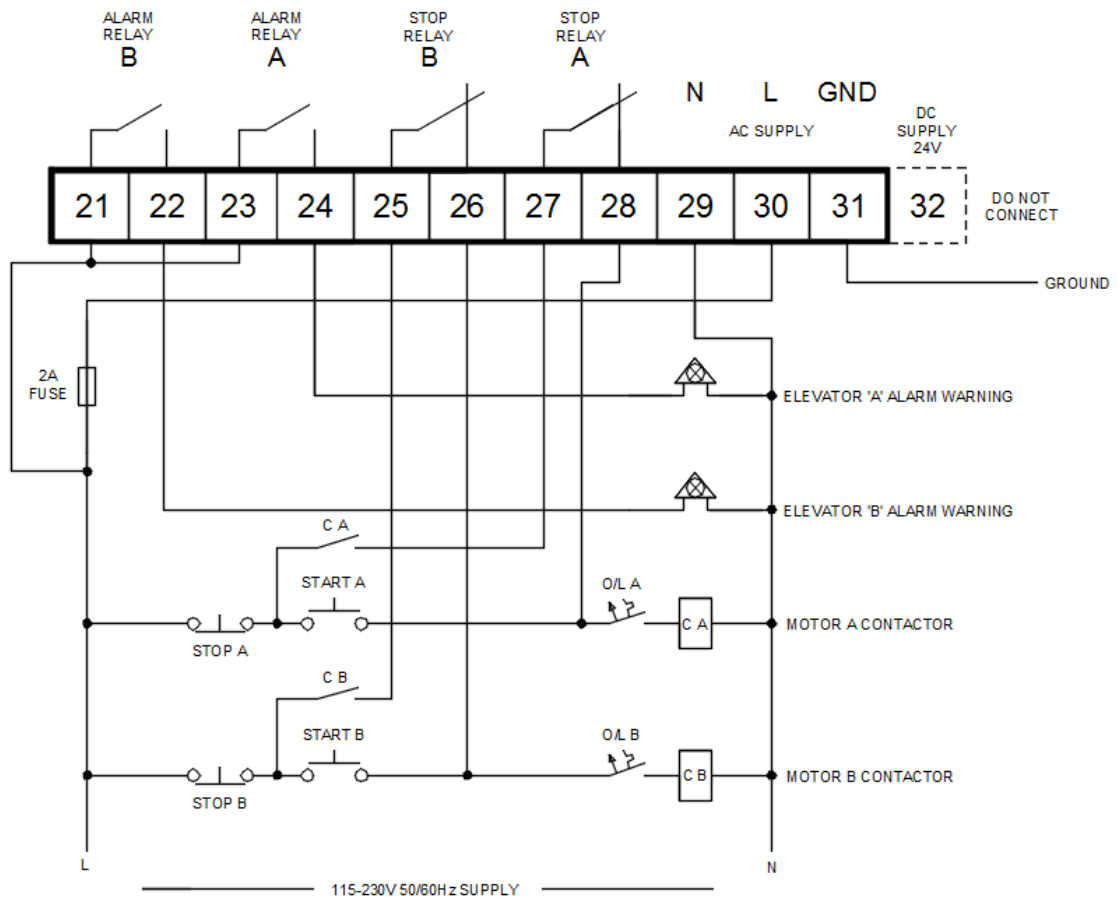 ALARM
RELAY
B
ALARM
RELAY
A
STOP
RELAY
B
STOP
RELAY
A
N L GND
AC SUPPLY
DC
SUPPLY
24V
21 22 23 24 25 26 27 28 29 30 31 32
DO NOT
CONNECT
GROUND
2A
FUSE
ELEVATOR 'A' ALARM WARNING
ELEVATOR 'B' ALARM WARNING
C A
START A
O/L A
C A
MOTOR A CONTACTOR
STOP A
C B
START B
O/L B
C B
MOTOR B CONTACTOR
STOP B
L
N
115-230V 50/60Hz SUPPLY